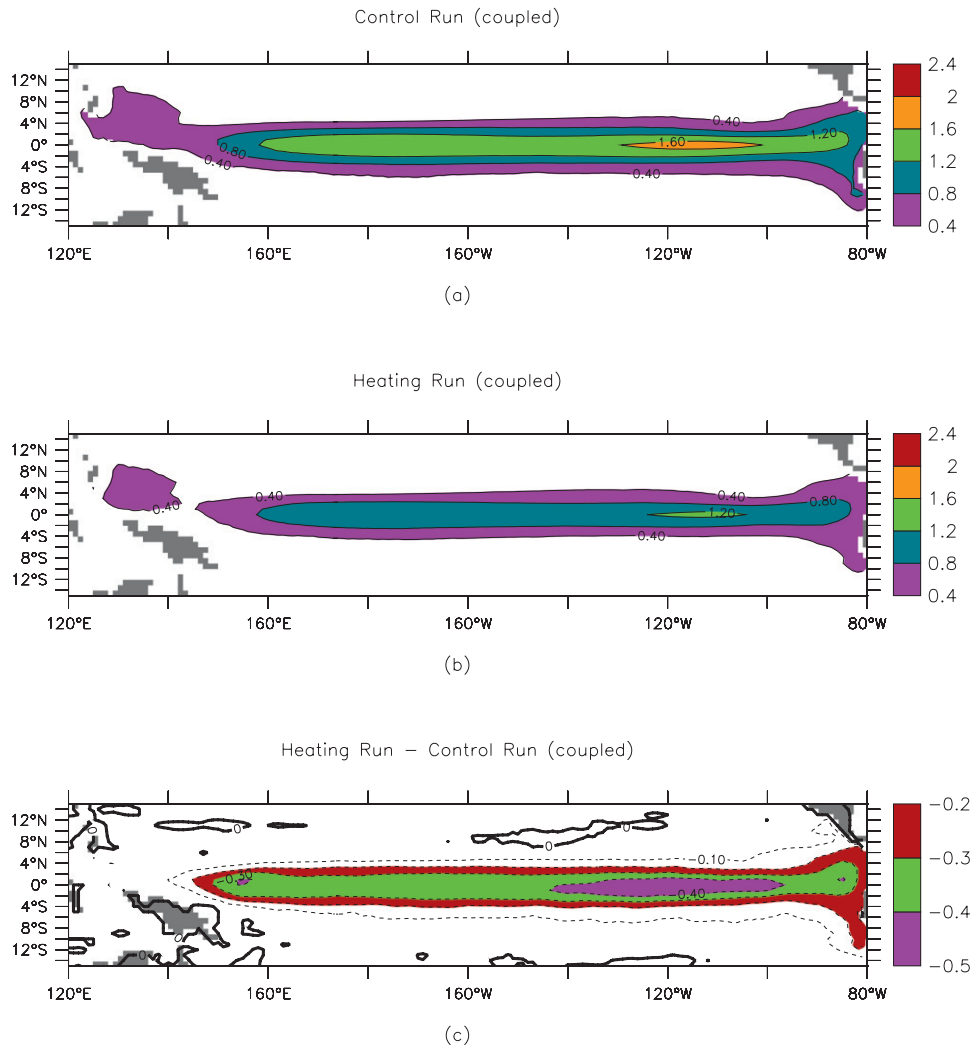 Control Run (coupled)
12°N
8°N
4°N
0°
4°S
8°S
12°S
0.40
0.80
0.40
1.60
1.20
0.40
120°E 160°E 160°W 120°W 80°W
2.4
2
1.6
1.2
0.8
0.4
(a)
Heating Run (coupled)
12°N
8°N
4°N
0°
4°S
8°S
12°S
0.40
0.40
0.40
0.80
1.20
0.40
120°E 160°E 160°W 120°W 80°W
2.4
2
1.6
1.2
0.8
0.4
(b)
Heating Run − Control Run (coupled)
12°N
8°N
4°N
0°
4°S
8°S
12°S
0
0
0
0
−0.10
−0.30
−0.40
0
0
120°E 160°E 160°W 120°W 80°W
−0.2
−0.3
−0.4
−0.5
(c)